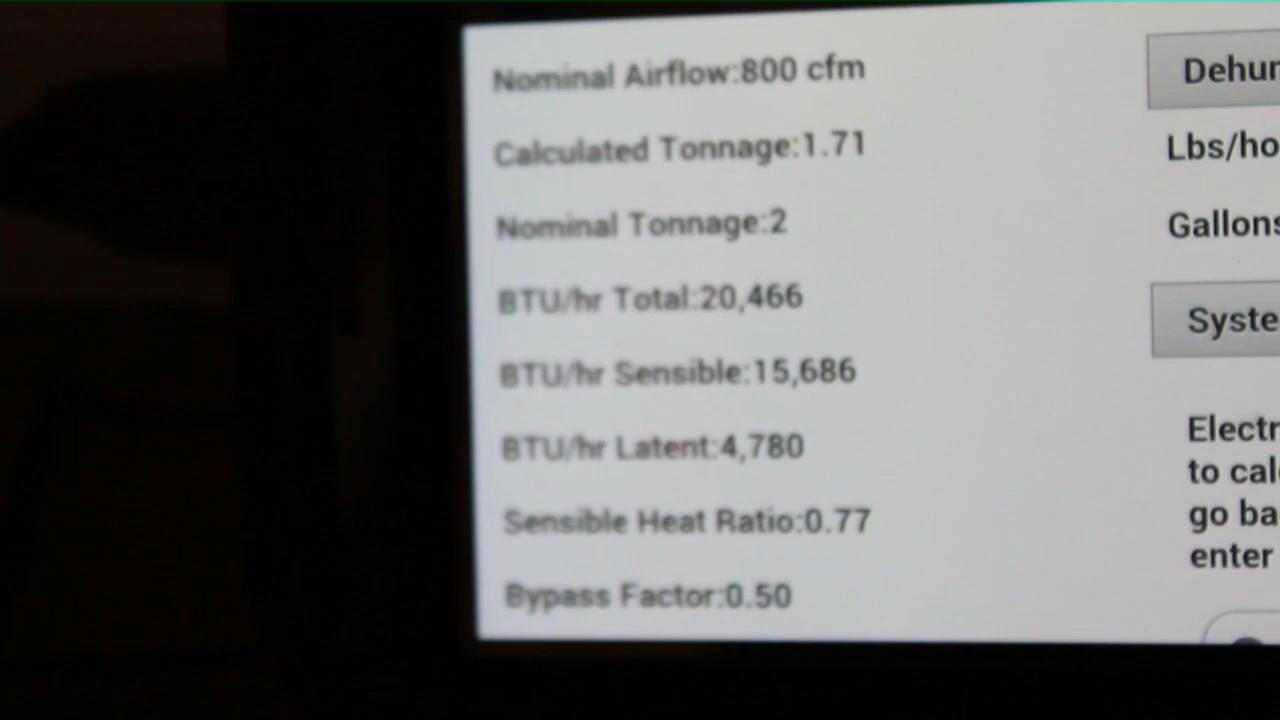 Nominal Airflow:800 cfm
Calculated Tonnage:1.71
Nominal Tonnage:2
BTU/hr Total:20,466
BTU/hr Sensible:15,686
BTU/hr Latent:4,780
Sensible Heat Ratio:0.77
Bypass Factor:0.50
Dehum
Lbs/ho
Gallons
Syste
Electr
to cal
go ba
enter